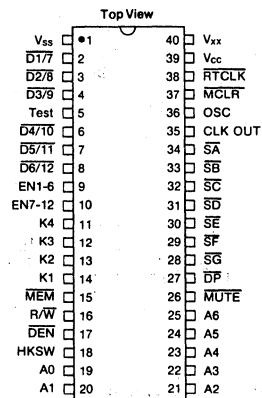 Top View
Vss 1 40 Vxx
D1/7 2 39 Vcc
D2/8 3 38 RTCLK
D3/9 4 37 MCLR
Test 5 36 OSC
D4/10 6 35 CLK OUT
D5/11 7 34 SA
D6/12 8 33 SB
EN1-6 9 32 SC
EN7-12 10 31 SD
K4 11 30 SE
K3 12 29 SF
K2 13 28 SG
K1 14 27 DP
MEM 15 26 MUTE
R/W 16 25 A6
DEN 17 24 A5
HKSW 18 23 A4
A0 19 22 A3
A1 20 21 A2